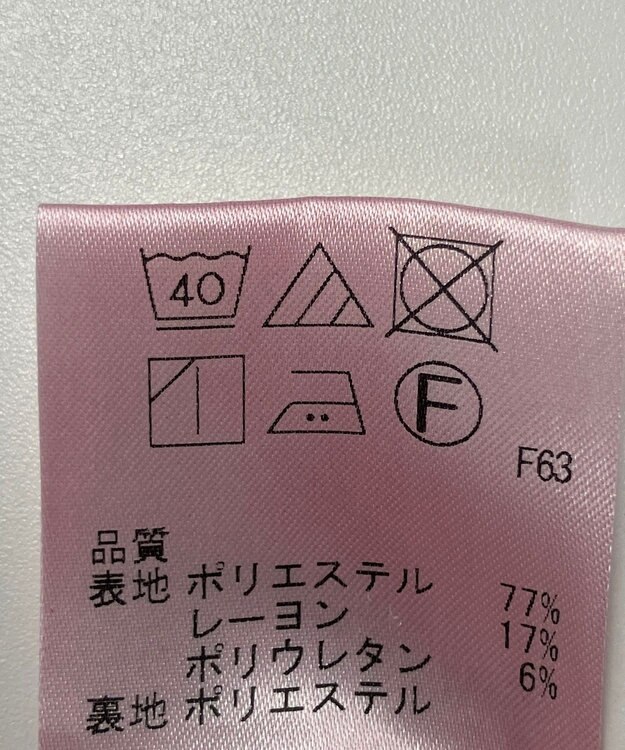 40
F
F63
品質
表地 ポリエステル 77%
レーヨン 17%
ポリウレタン 6%
裏地 ポリエステル